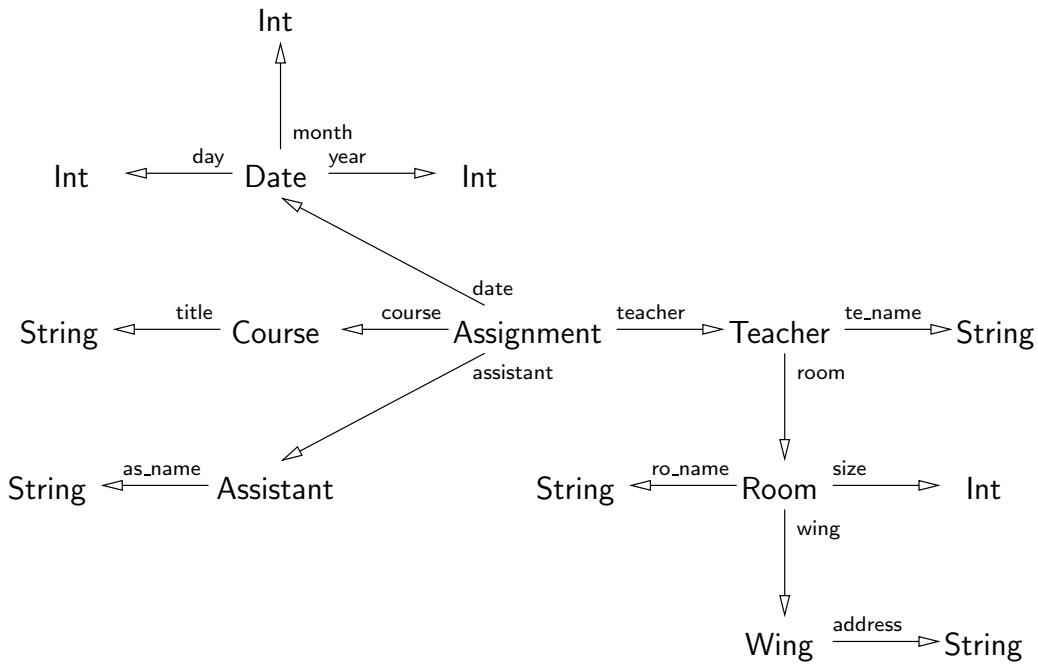 Int
month
day
year
Int
Date
Int
date
title
course
teacher
te_name
String
Course
Assignment
Teacher
String
assistant
room
as_name
ro_name
size
String
Assistant
String
Room
Int
wing
address
Wing
String